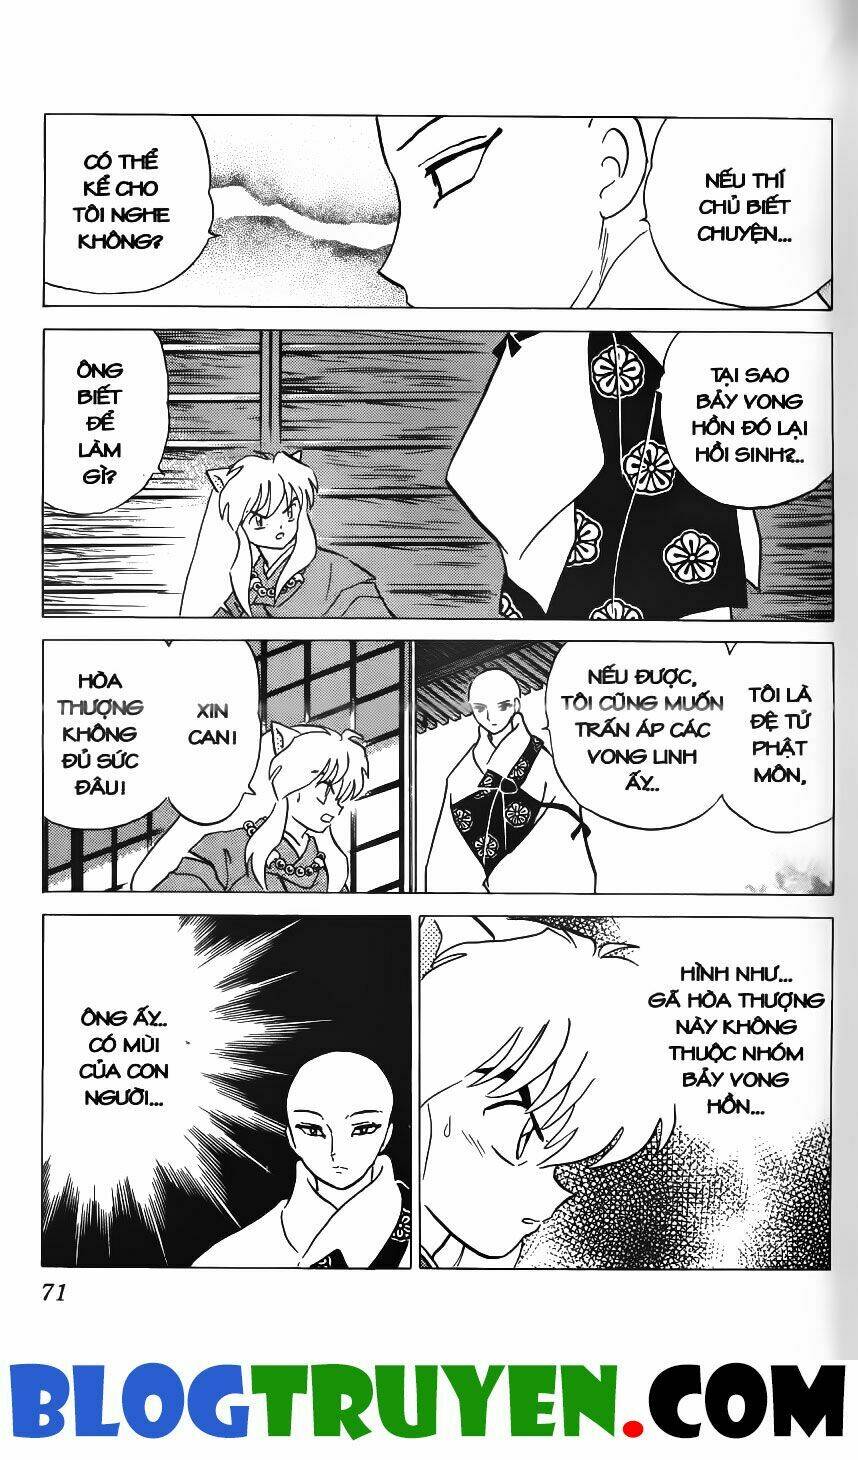 NẾU THÍ
CHỦ BIẾT
CHUYỆN...
CÓ THỂ
KỂ CHO
TÔI NGHE
KHÔNG?
TẠI SAO
BẢY VONG
HỒN ĐÓ LẠI
HỒI SINH?...
ÔNG
BIẾT
ĐỂ
LÀM
GÌ?
TÔI LÀ
ĐỆ TỬ
PHẬT
MÔN,
NẾU ĐƯỢC,
TÔI CŨNG MUỐN
TRẤN ÁP CÁC
VONG LINH
ẤY...
XIN
CAN!
HÒA
THƯỢNG
KHÔNG
ĐỦ SỨC
ĐÂU!
HÌNH NHƯ...
GÃ HÒA THƯỢNG
NÀY KHÔNG
THUỘC NHÓM
BẢY VONG
HỒN...
ÔNG ẤY...
CÓ MÙI
CỦA CON
NGƯỜI...
71
BLOGTRUYEN.COM